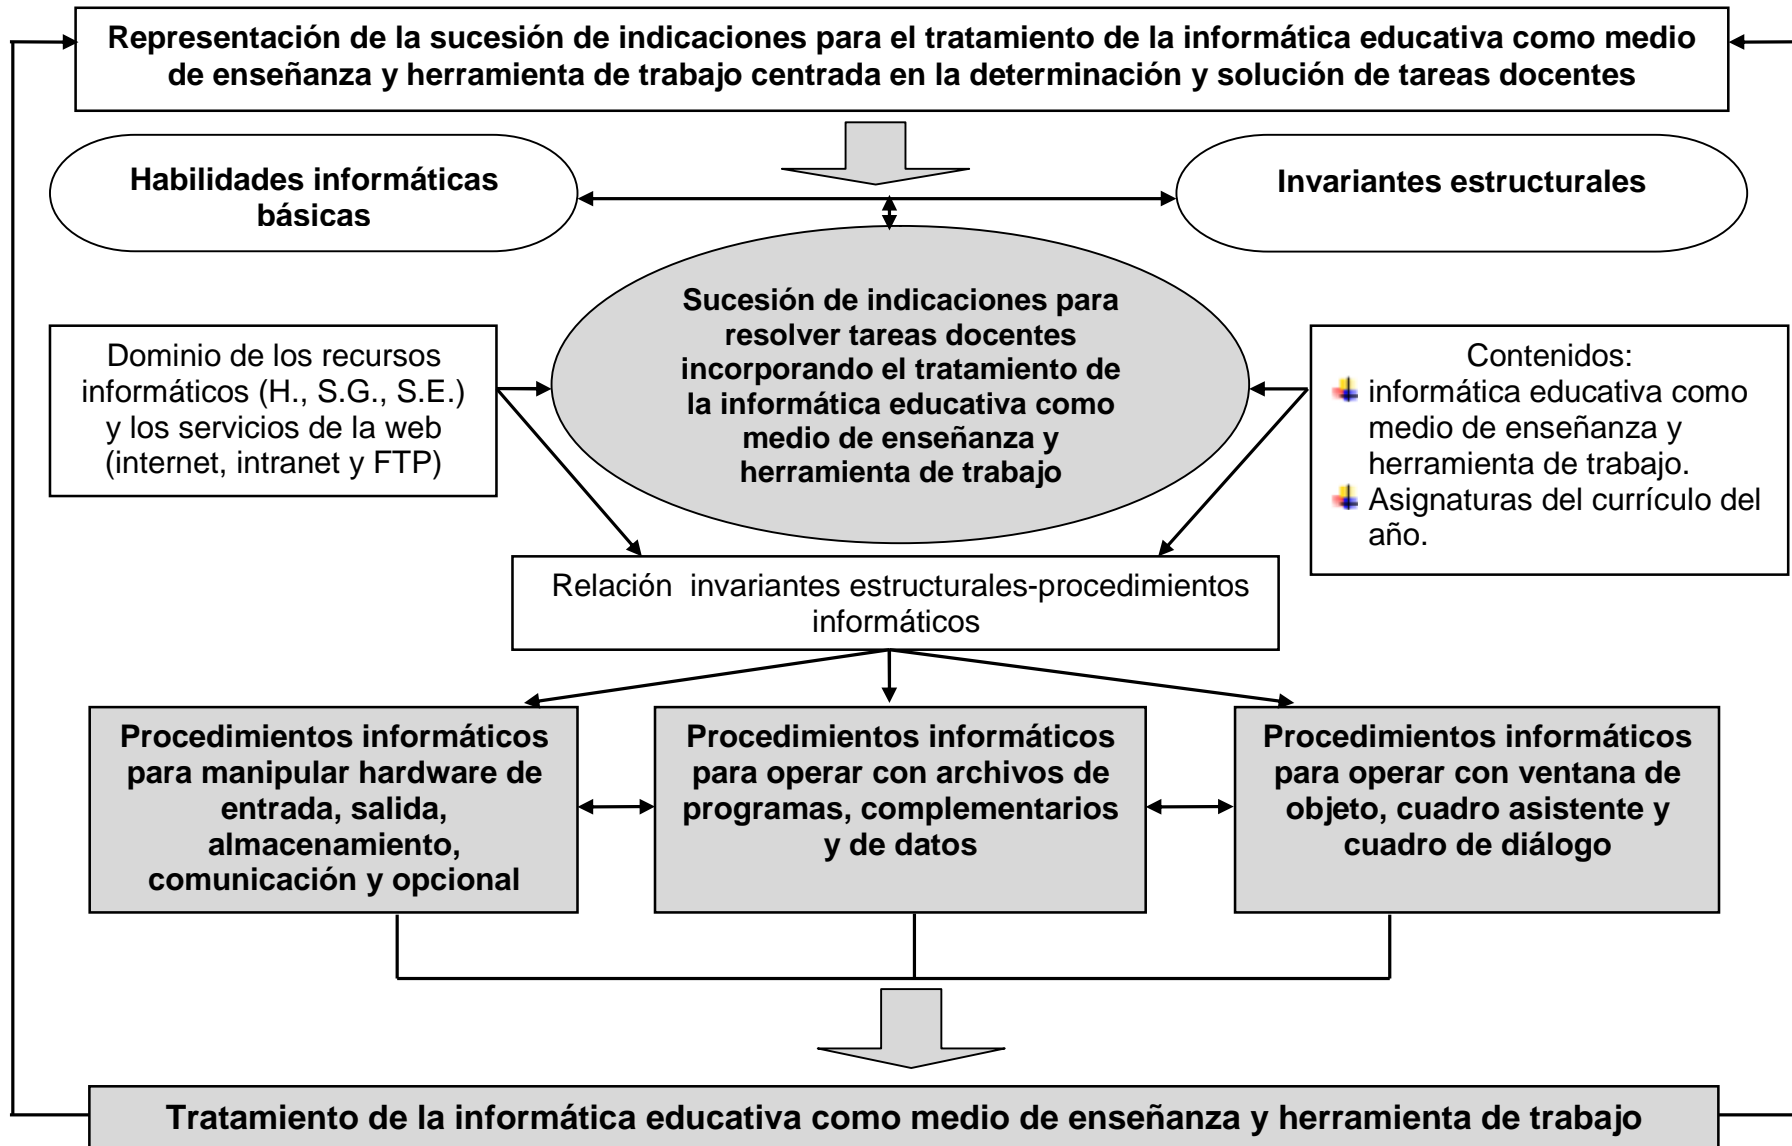 Representación de la sucesión de indicaciones para el tratamiento de la informática educativa como medio
de enseñanza y herramienta de trabajo centrada en la determinación y solución de tareas docentes
Habilidades informáticas
básicas
Invariantes estructurales
Sucesión de indicaciones para
resolver tareas docentes
incorporando el tratamiento de
la informática educativa como
medio de enseñanza y
herramienta de trabajo
Dominio de los recursos
informáticos (H., S.G., S.E.)
y los servicios de la web
(internet, intranet y FTP)
Contenidos:
informática educativa como
medio de enseñanza y
herramienta de trabajo.
Asignaturas del currículo del
año.
Relación invariantes estructurales-procedimientos
informáticos
Procedimientos informáticos
para manipular hardware de
entrada, salida,
almacenamiento,
comunicación y opcional
Procedimientos informáticos
para operar con archivos de
programas, complementarios
y de datos
Procedimientos informáticos
para operar con ventana de
objeto, cuadro asistente y
cuadro de diálogo
Tratamiento de la informática educativa como medio de enseñanza y herramienta de trabajo